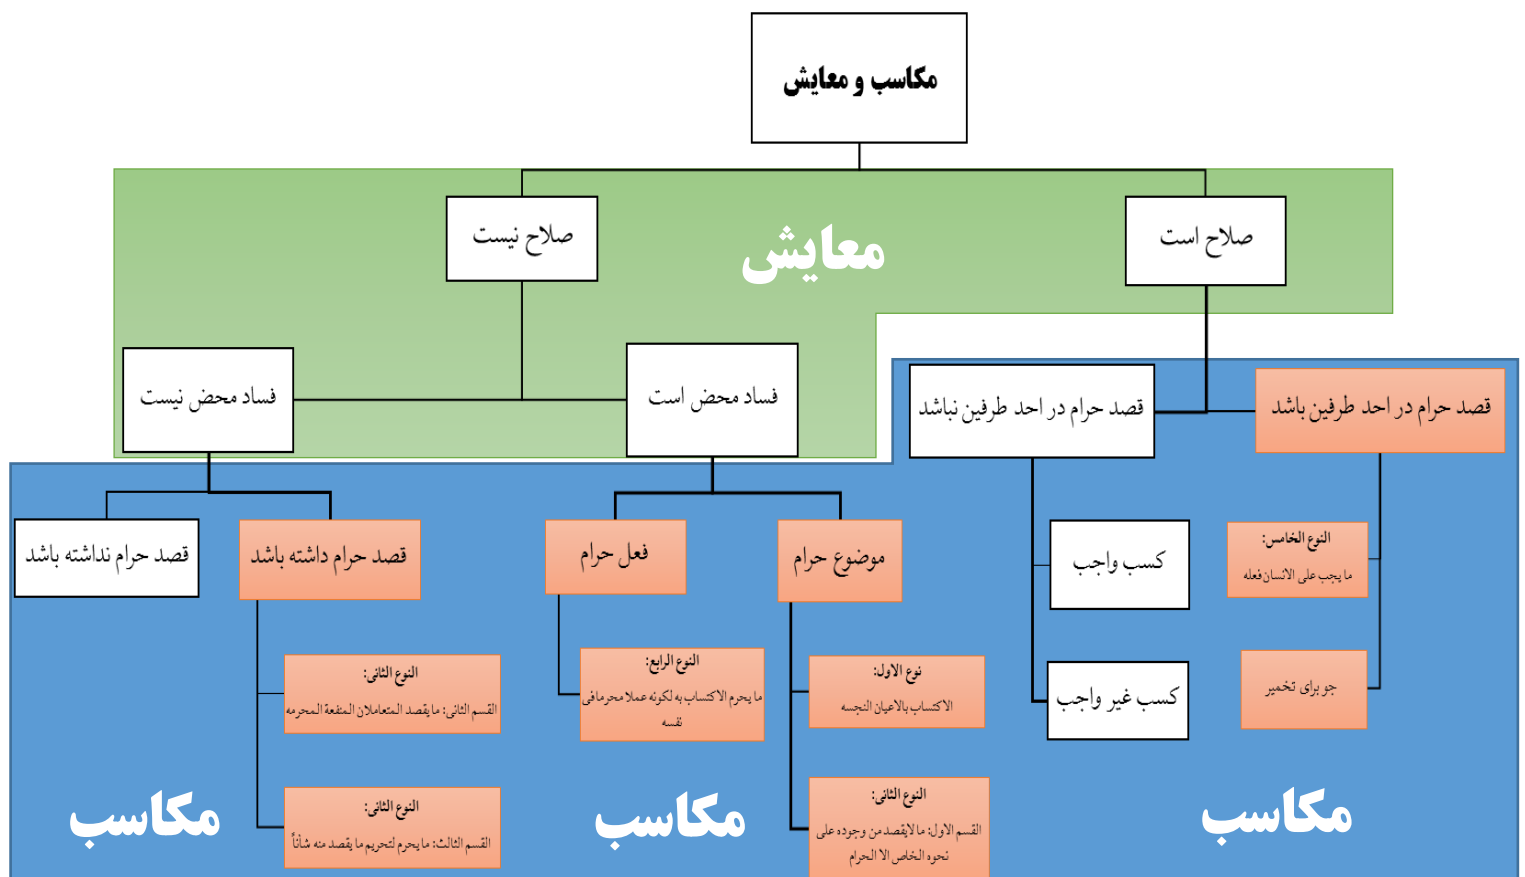 مکاسب و معایش
معایش
صلاح است
صلاح نیست
فساد محض است
فساد محض نیست
قصد حرام در احد طرفین باشد
قصد حرام در احد طرفین نباشد
النوع الخامس:
ما یجب علی الانسان فعله
جو برای تخمیر
کسب واجب
کسب غیر واجب
موضوع حرام
فعل حرام
نوع الاول:
الاکتساب بالاعیان النجسه
النوع الثانی:
القسم الاول: ما لایقصد من وجوده علی
نحوه الخاص الا الحرام
النوع الرابع:
ما یحرم الاکتساب به لکونه عملا محرما فی
نفسه
قصد حرام داشته باشد
قصد حرام نداشته باشد
النوع الثانی:
القسم الثانی: ما یقصد المتعاملان المنفعة المحرمه
النوع الثانی:
القسم الثالث: ما یحرم لتحریم ما یقصد منه شأناً
مکاسب
مکاسب
مکاسب